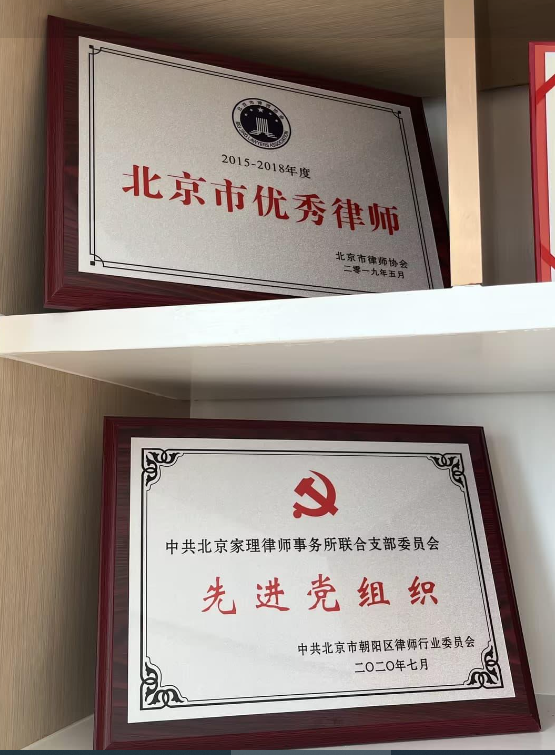 2015-2018年度
北京市优秀律师
北京市律师协会
二零一九年五月
中共北京家理律师事务所联合支部委员会
先进党组织
中共北京市朝阳区律师行业委员会
二〇二〇年七月